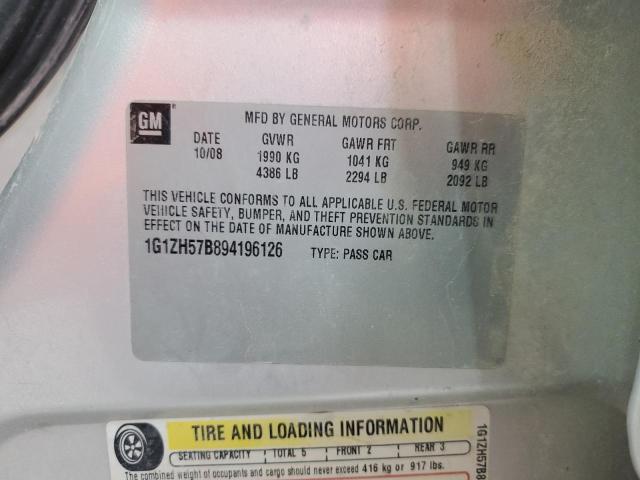 GM
MFD BY GENERAL MOTORS CORP.
DATE GVWR GAWR FRT GAWR RR
10/08 1990 KG 1041 KG 949 KG
4386 LB 2294 LB 2092 LB
THIS VEHICLE CONFORMS TO ALL APPLICABLE U.S. FEDERAL MOTOR
VEHICLE SAFETY, BUMPER, AND THEFT PREVENTION STANDARDS IN
EFFECT ON THE DATE OF MANUFACTURE SHOWN ABOVE.
1G1ZH57B894196126 TYPE: PASS CAR
TIRE AND LOADING INFORMATION
SEATING CAPACITY TOTAL 5 FRONT 2 REAR 3
The combined weight of occupants and cargo should never exceed 416 kg or 917 lbs.
1G1ZH57B8